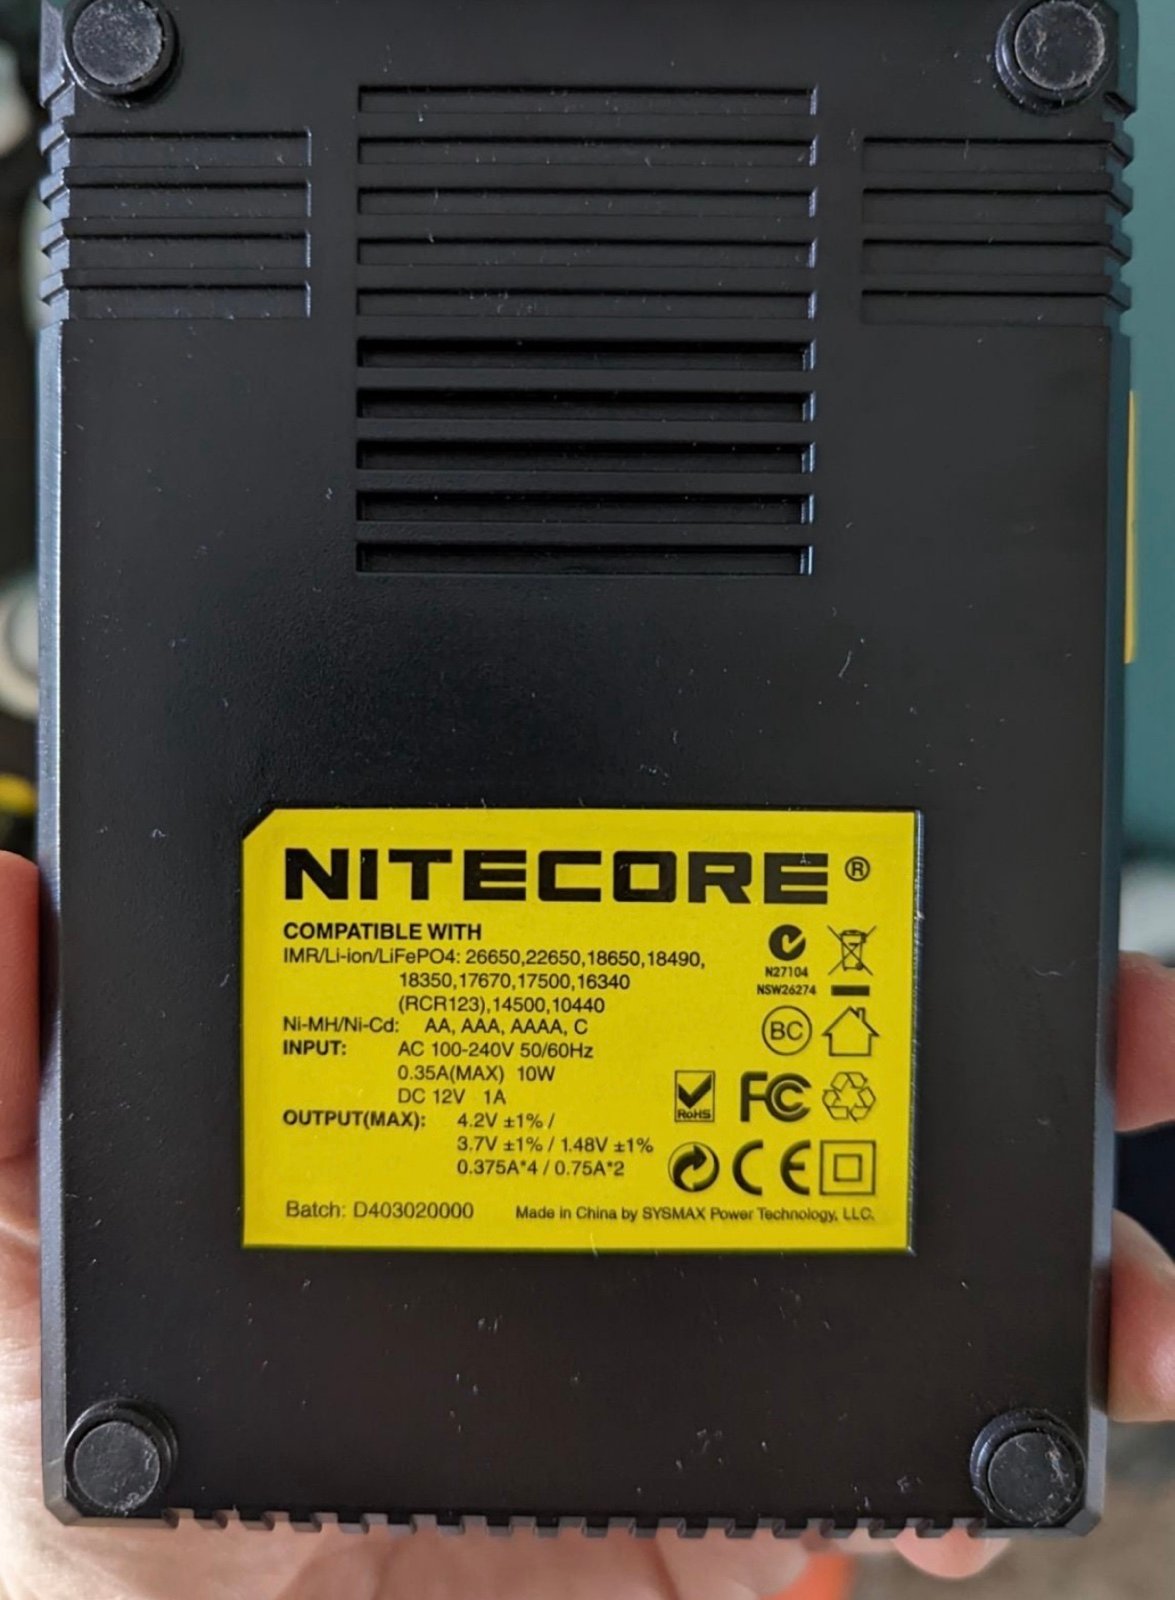 NITECORE®
COMPATIBLE WITH
IMR/Li-ion/LiFePO4: 26650,22650,18650,18490,
18350,17670,17500,16340
(RCR123),14500,10440
Ni-MH/Ni-Cd: AA, AAA, AAAA, C
INPUT: AC 100-240V 50/60Hz
0.35A(MAX) 10W
DC 12V 1A
OUTPUT(MAX): 4.2V ±1% /
3.7V ±1% / 1.48V ±1%
0.375A*4 / 0.75A*2
N27104
NSW26274
BC
RoHS FC
CE
Batch: D403020000 Made in China by SYSMAX Power Technology, LLC.